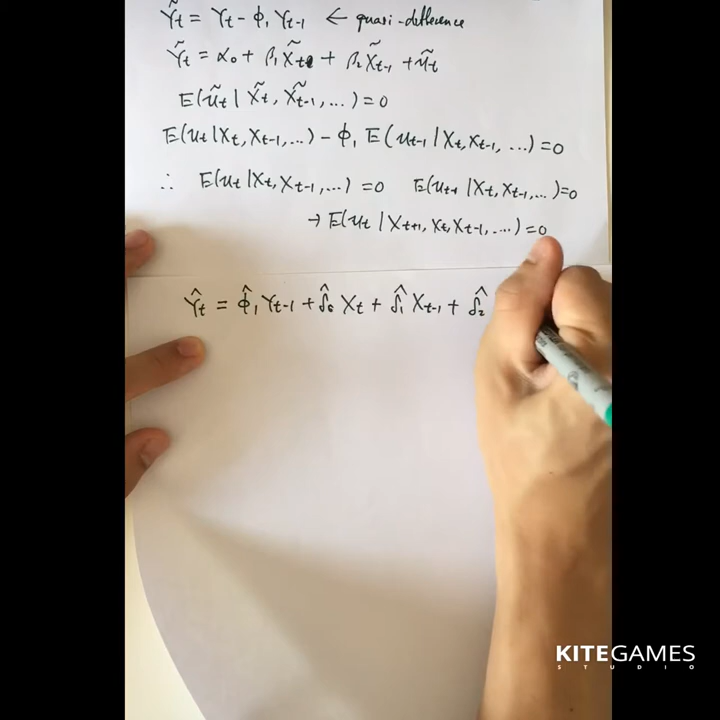 Ỹt = Yt - ϕ1 Yt-1 ← quasi-difference
Ỹt = α0 + β1 X̃t + β2 X̃t-1 + ũt
E(ũt | X̃t, X̃t-1, ...) = 0
E(ut | Xt, Xt-1, ...) - ϕ1 E(ut-1 | Xt, Xt-1, ...) = 0
∴ E(ut | Xt, Xt-1, ...) = 0 E(ut-1 | Xt, Xt-1, ...) = 0
→ E(ut | Xt+1, Xt, Xt-1, ...) = 0
Ŷt = ϕ̂1 Yt-1 + δ̂0 Xt + δ̂1 Xt-1 + δ̂2
KITEGAMES
STUDIO